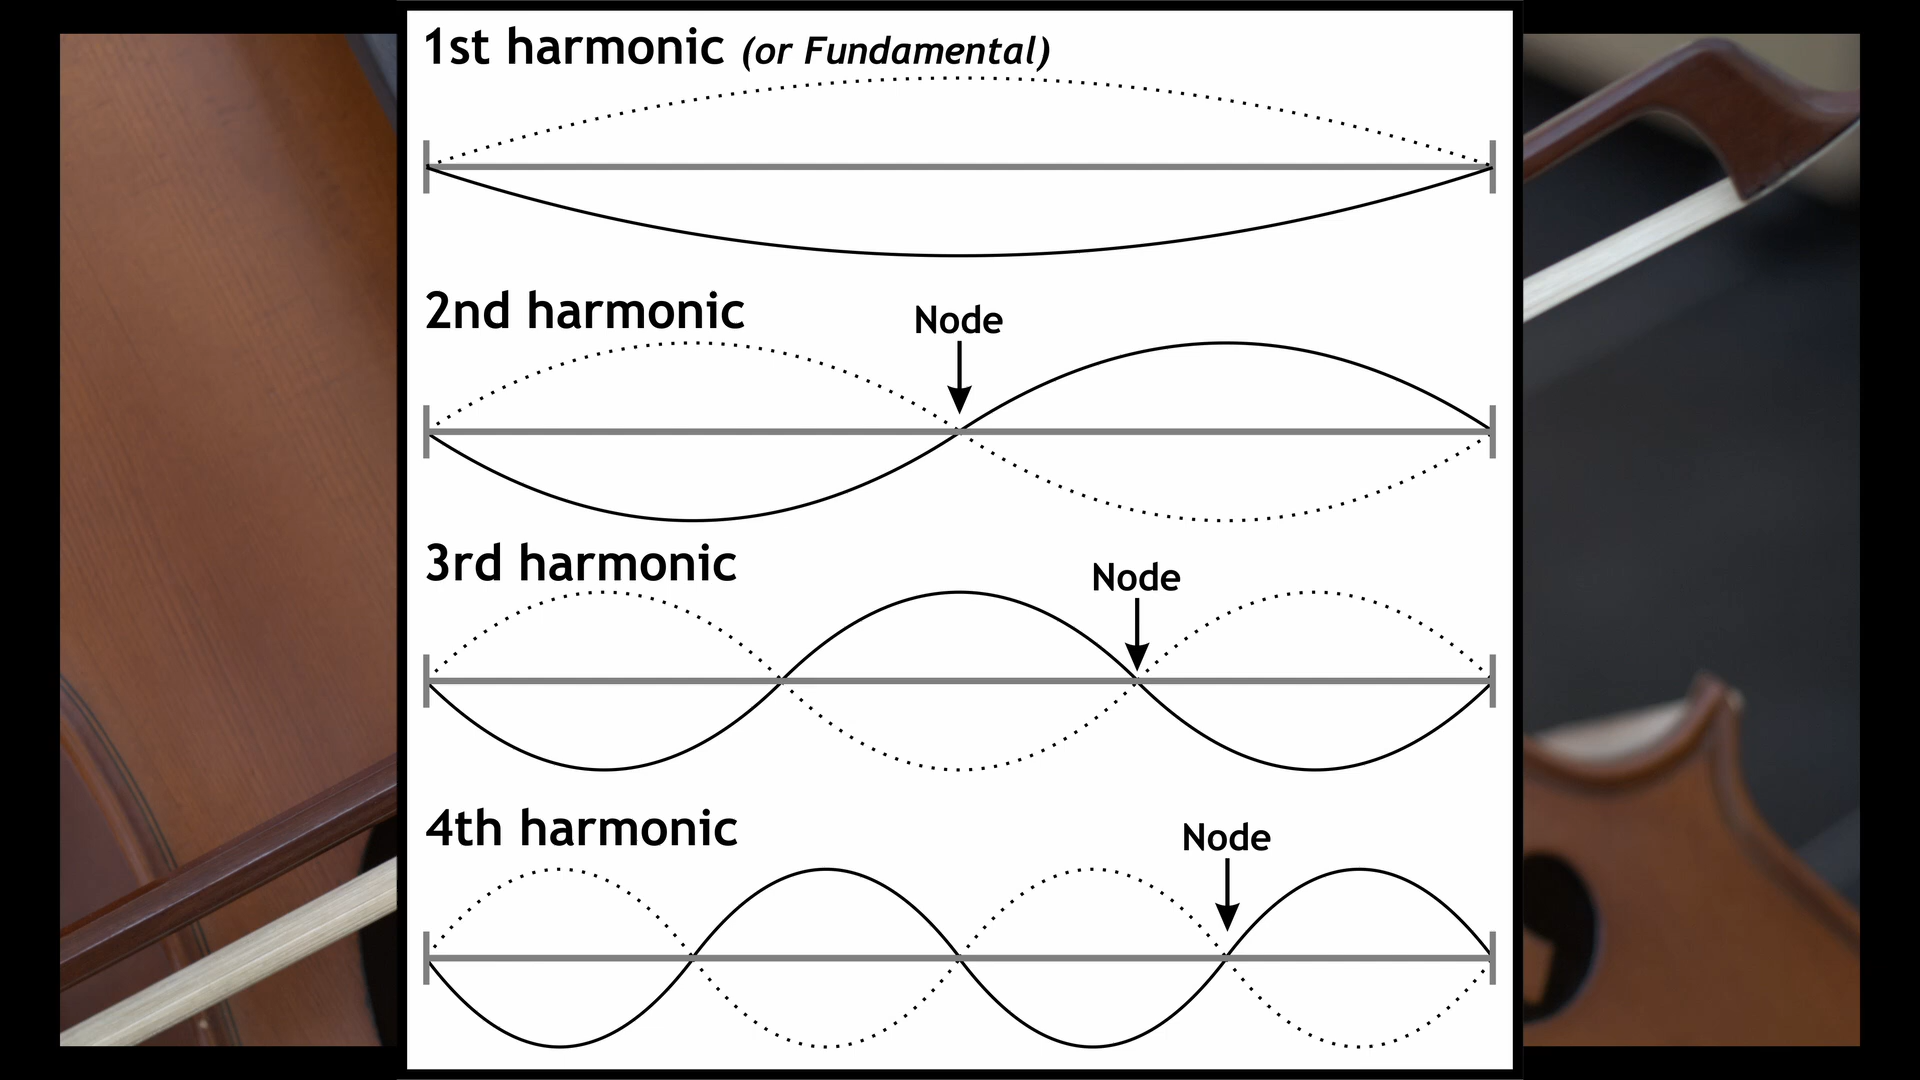 1st harmonic (or Fundamental)
2nd harmonic
Node
3rd harmonic
Node
4th harmonic
Node